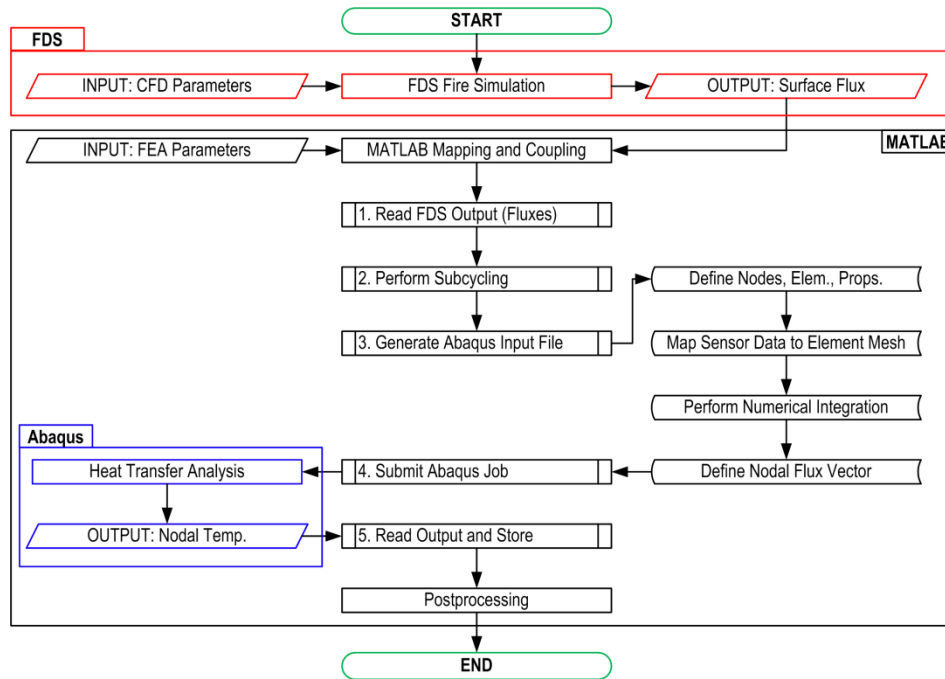 START
FDS
INPUT: CFD Parameters
FDS Fire Simulation
OUTPUT: Surface Flux
MATLAB
INPUT: FEA Parameters
MATLAB Mapping and Coupling
1. Read FDS Output (Fluxes)
2. Perform Subcycling
3. Generate Abaqus Input File
Define Nodes, Elem., Props.
Map Sensor Data to Element Mesh
Perform Numerical Integration
Define Nodal Flux Vector
4. Submit Abaqus Job
Abaqus
Heat Transfer Analysis
OUTPUT: Nodal Temp.
5. Read Output and Store
Postprocessing
END